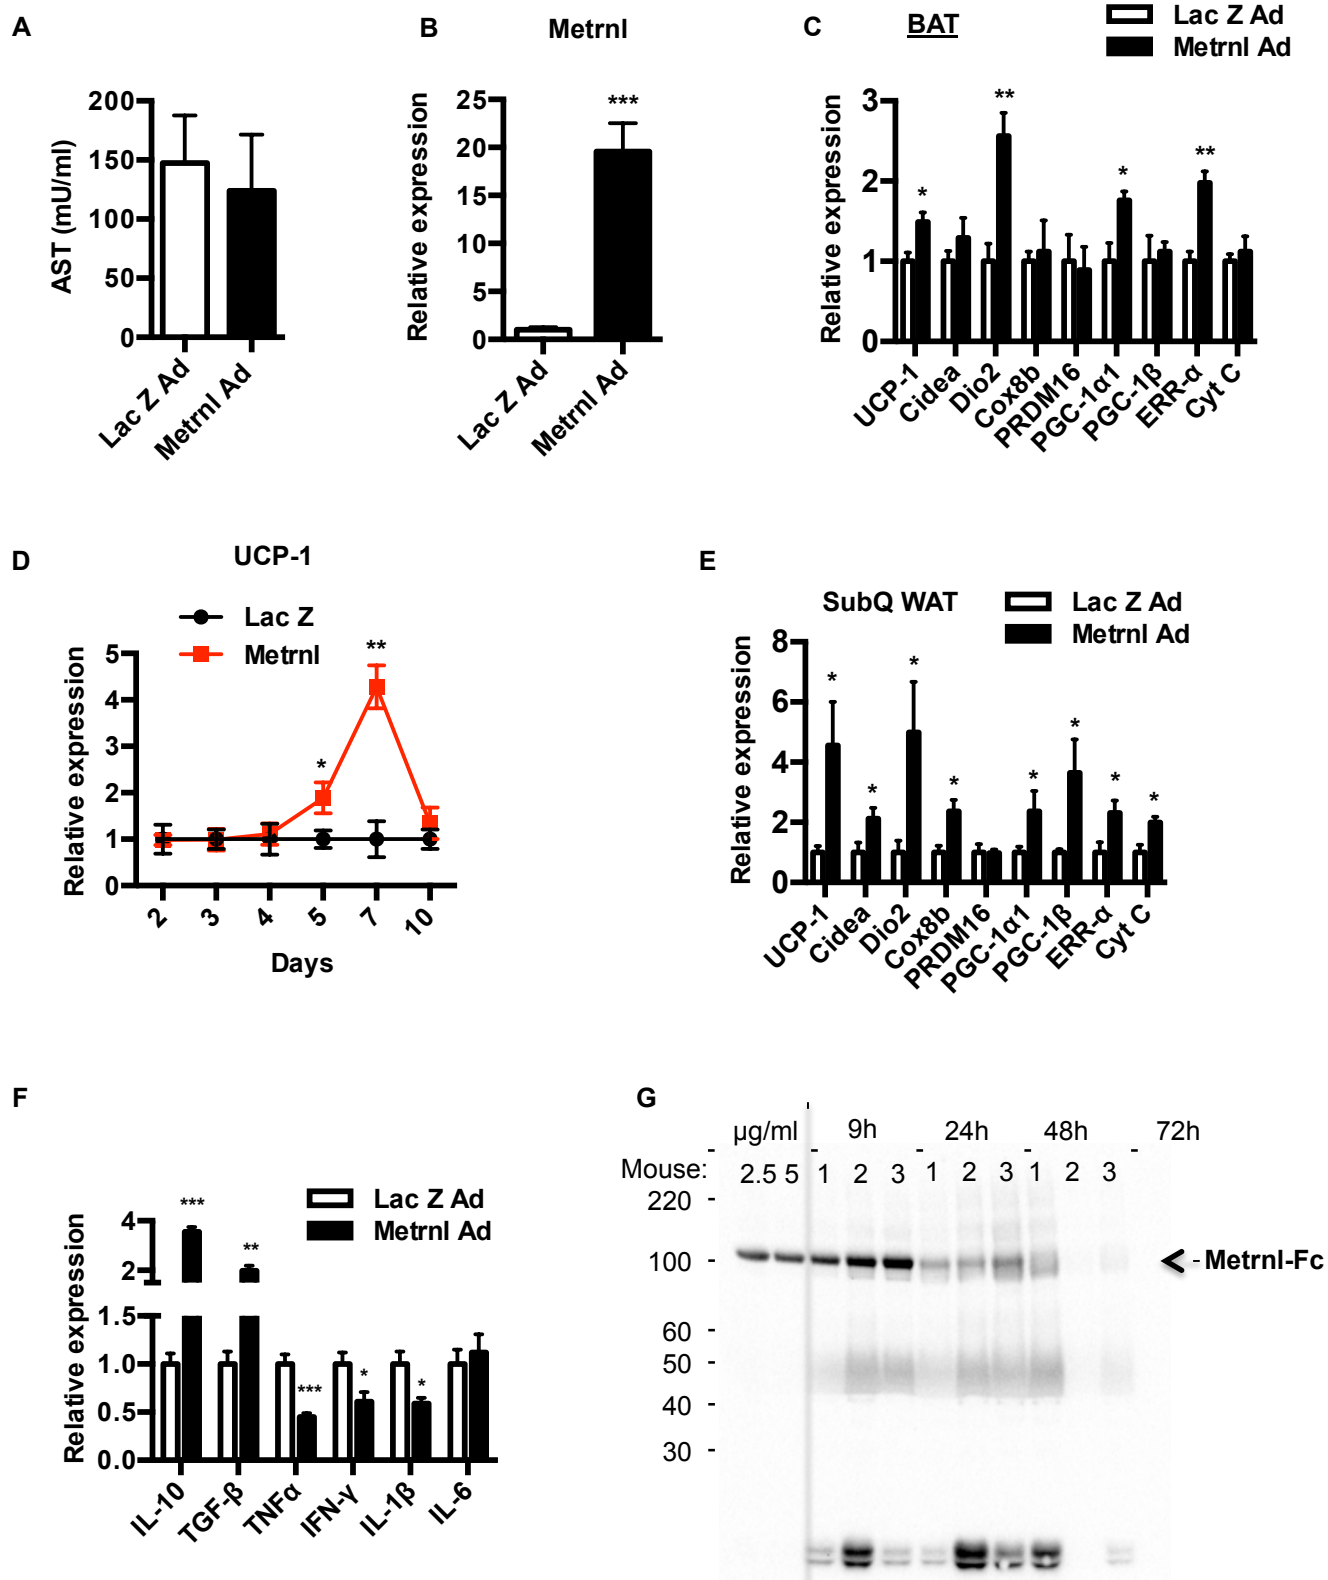 A
AST (mU/ml)
200
150
100
50
0
Lac Z Ad
Metrnl Ad
B
Metrnl
Relative expression
25
20
15
10
5
0
***
Lac Z Ad
Metrnl Ad
C
BAT
Lac Z Ad
Metrnl Ad
Relative expression
3
2
1
0
*
**
*
**
UCP-1
Cidea
Dio2
Cox8b
PRDM16
PGC-1α1
PGC-1β
ERR-α
Cyt C
D
UCP-1
Lac Z
Metrnl
Relative expression
5
4
3
2
1
0
*
**
2
3
4
5
7
10
Days
E
SubQ WAT
Lac Z Ad
Metrnl Ad
Relative expression
8
6
4
2
0
*
*
*
*
*
*
*
*
UCP-1
Cidea
Dio2
Cox8b
PRDM16
PGC-1α1
PGC-1β
ERR-α
Cyt C
F
Lac Z Ad
Metrnl Ad
Relative expression
4
2
1.5
1.0
0.5
0.0
***
**
***
*
*
IL-10
TGF-β
TNFα
IFN-γ
IL-1β
IL-6
G
µg/ml 9h 24h 48h 72h
Mouse: 2.5 5 1 2 3 1 2 3 1 2 3
220 -
100 -
60 -
50 -
40 -
30 -
- Metrnl-Fc